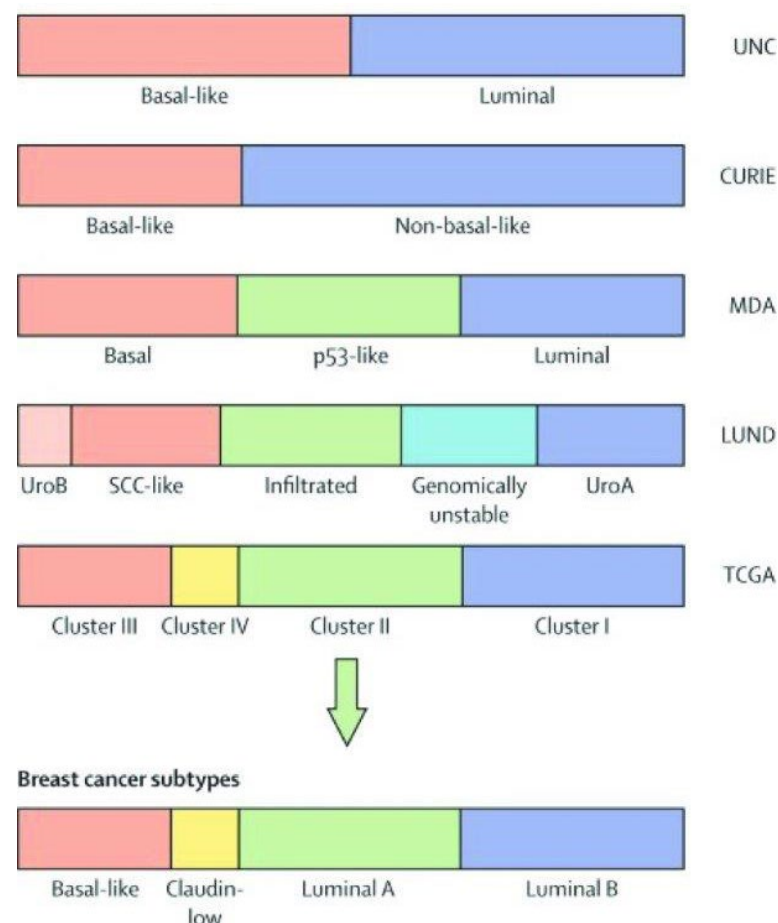 UNC
Basal-like Luminal
CURIE
Basal-like Non-basal-like
MDA
Basal p53-like Luminal
LUND
UroB SCC-like Infiltrated Genomically unstable UroA
TCGA
Cluster III Cluster IV Cluster II Cluster I
Breast cancer subtypes
Basal-like Claudin-low Luminal A Luminal B